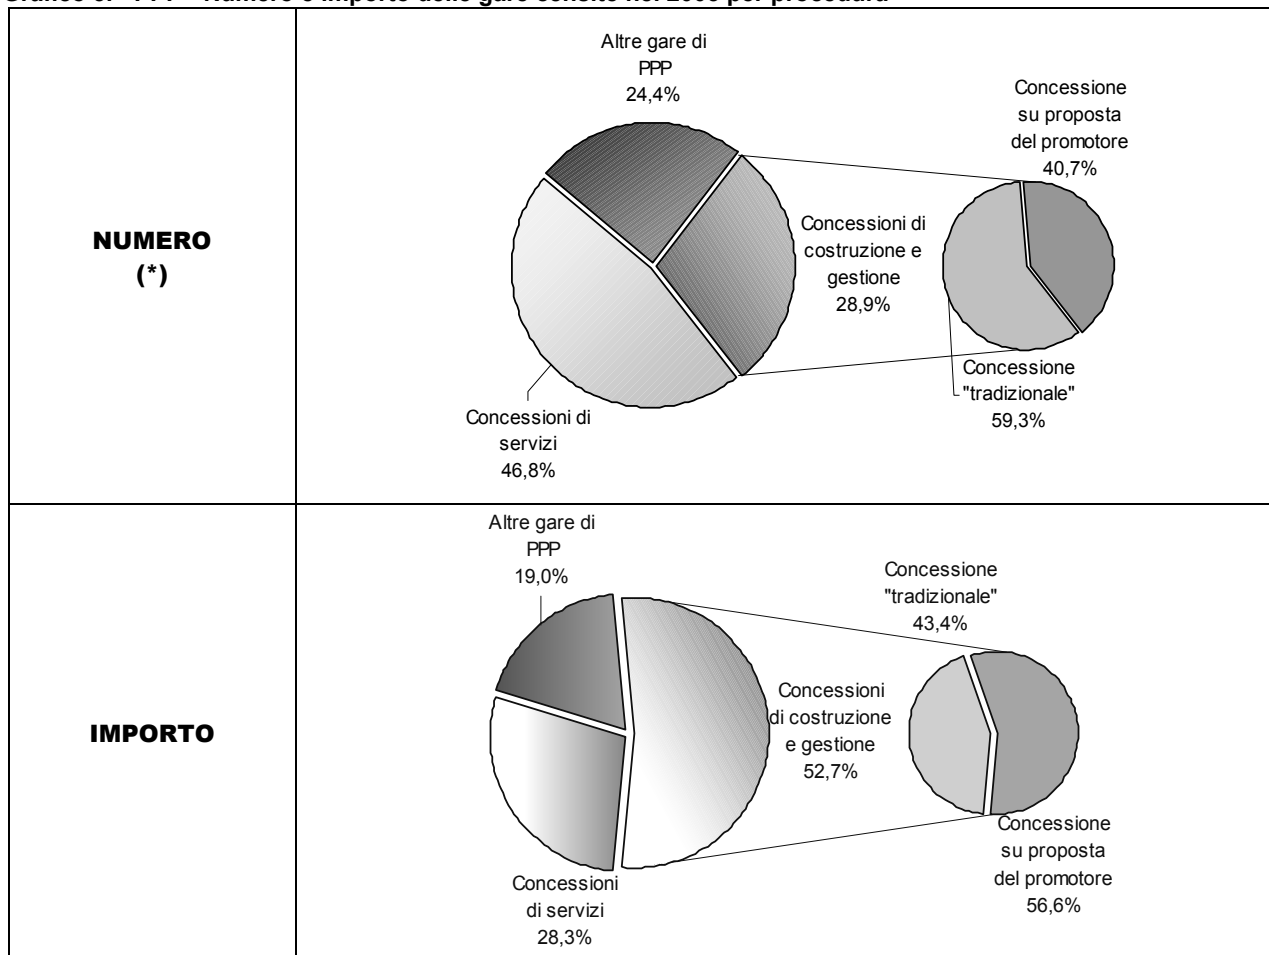 NUMERO
(*)
Altre gare di
PPP
24,4%
Concessione
su proposta
del promotore
40,7%
Concessioni di
costruzione e
gestione
28,9%
Concessione
"tradizionale"
59,3%
Concessioni di
servizi
46,8%
IMPORTO
Altre gare di
PPP
19,0%
Concessione
"tradizionale"
43,4%
Concessioni
di costruzione
e gestione
52,7%
Concessione
su proposta
del promotore
56,6%
Concessioni
di servizi
28,3%